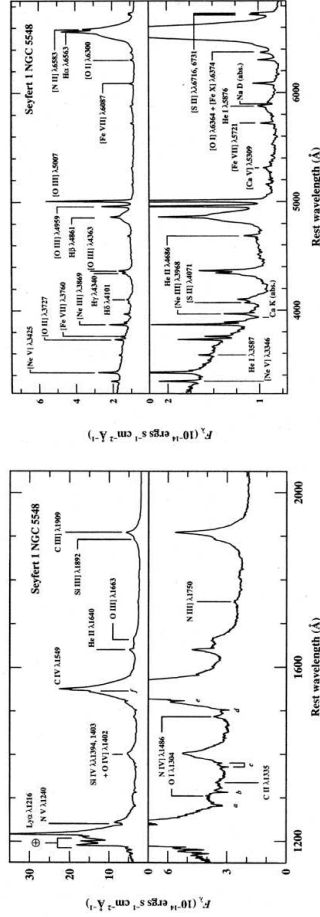 Seyfert 1 NGC 5548
Lyα λ1216
N V λ1240
⊕
Si IV λλ1394, 1403
+ O IV] λ1402
C IV λ1549
He II λ1640
O III] λ1663
Si III] λ1892
C III] λ1909
30
20
10
0
N IV] λ1486
O I λ1304
C II λ1335
N III] λ1750
a
b
c
d
e
f
6
3
0
1200
1600
2000
Rest wavelength (Å)
Fλ (10⁻¹⁴ ergs s⁻¹ cm⁻² Å⁻¹)
Seyfert 1 NGC 5548
[Ne V] λ3425
[O II] λ3727
[Fe VII] λ3760
[Ne III] λ3869
Hδ λ4101
Hγ λ4340
[O III] λ4363
Hβ λ4861
[O III] λ4959
[O III] λ5007
[Fe VII] λ6087
[O I] λ6300
Hα λ6563
[N II] λ6583
6
4
2
0
[Ne V] λ3346
He I λ3587
Ca K (abs.)
[S II] λ4071
[Ne III] λ3968
He II λ4686
[Ca V] λ5309
[Fe VII] λ5721
He I λ5876
Na D (abs.)
[O I] λ6364 + [Fe X] λ6374
[S II] λλ6716, 6731
2
1
4000
5000
6000
Rest wavelength (Å)
Fλ (10⁻¹⁴ ergs s⁻¹ cm⁻² Å⁻¹)